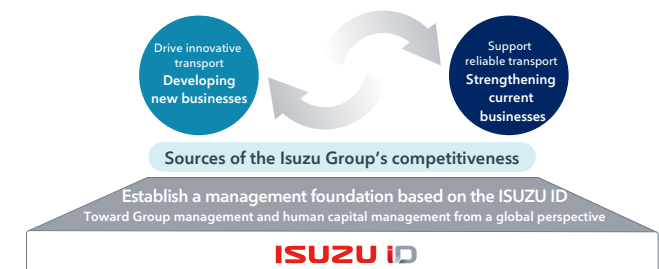 Drive innovative
transport
Developing
new businesses
Support
reliable transport
Strengthening
current
businesses
Sources of the Isuzu Group's competitiveness
Establish a management foundation based on the ISUZU ID
Toward Group management and human capital management from a global perspective
ISUZU iD